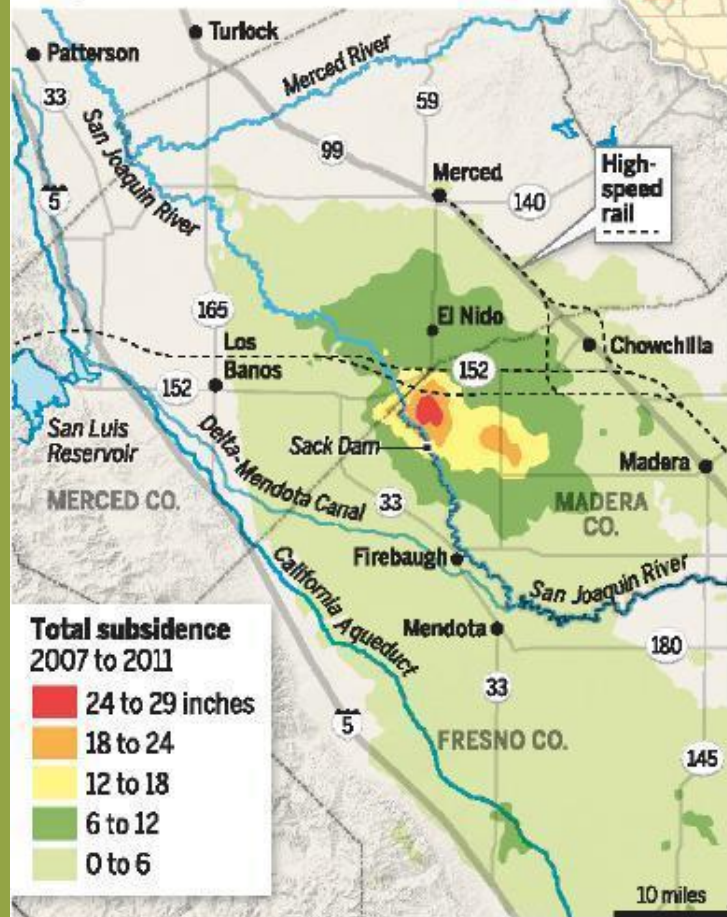 Turlock
Patterson
Merced River
33
59
San Joaquin River
99
Merced
High-
speed
rail
5
140
165
El Nido
Los
Banos
Chowchilla
152
152
San Luis
Reservoir
Sack Dam
Delta-Mendota Canal
Madera
MERCED CO.
33
MADERA
CO.
Firebaugh
San Joaquin River
California Aqueduct
Mendota
180
Total subsidence
2007 to 2011
24 to 29 inches
18 to 24
12 to 18
6 to 12
0 to 6
33
5
FRESNO CO.
145
10 miles